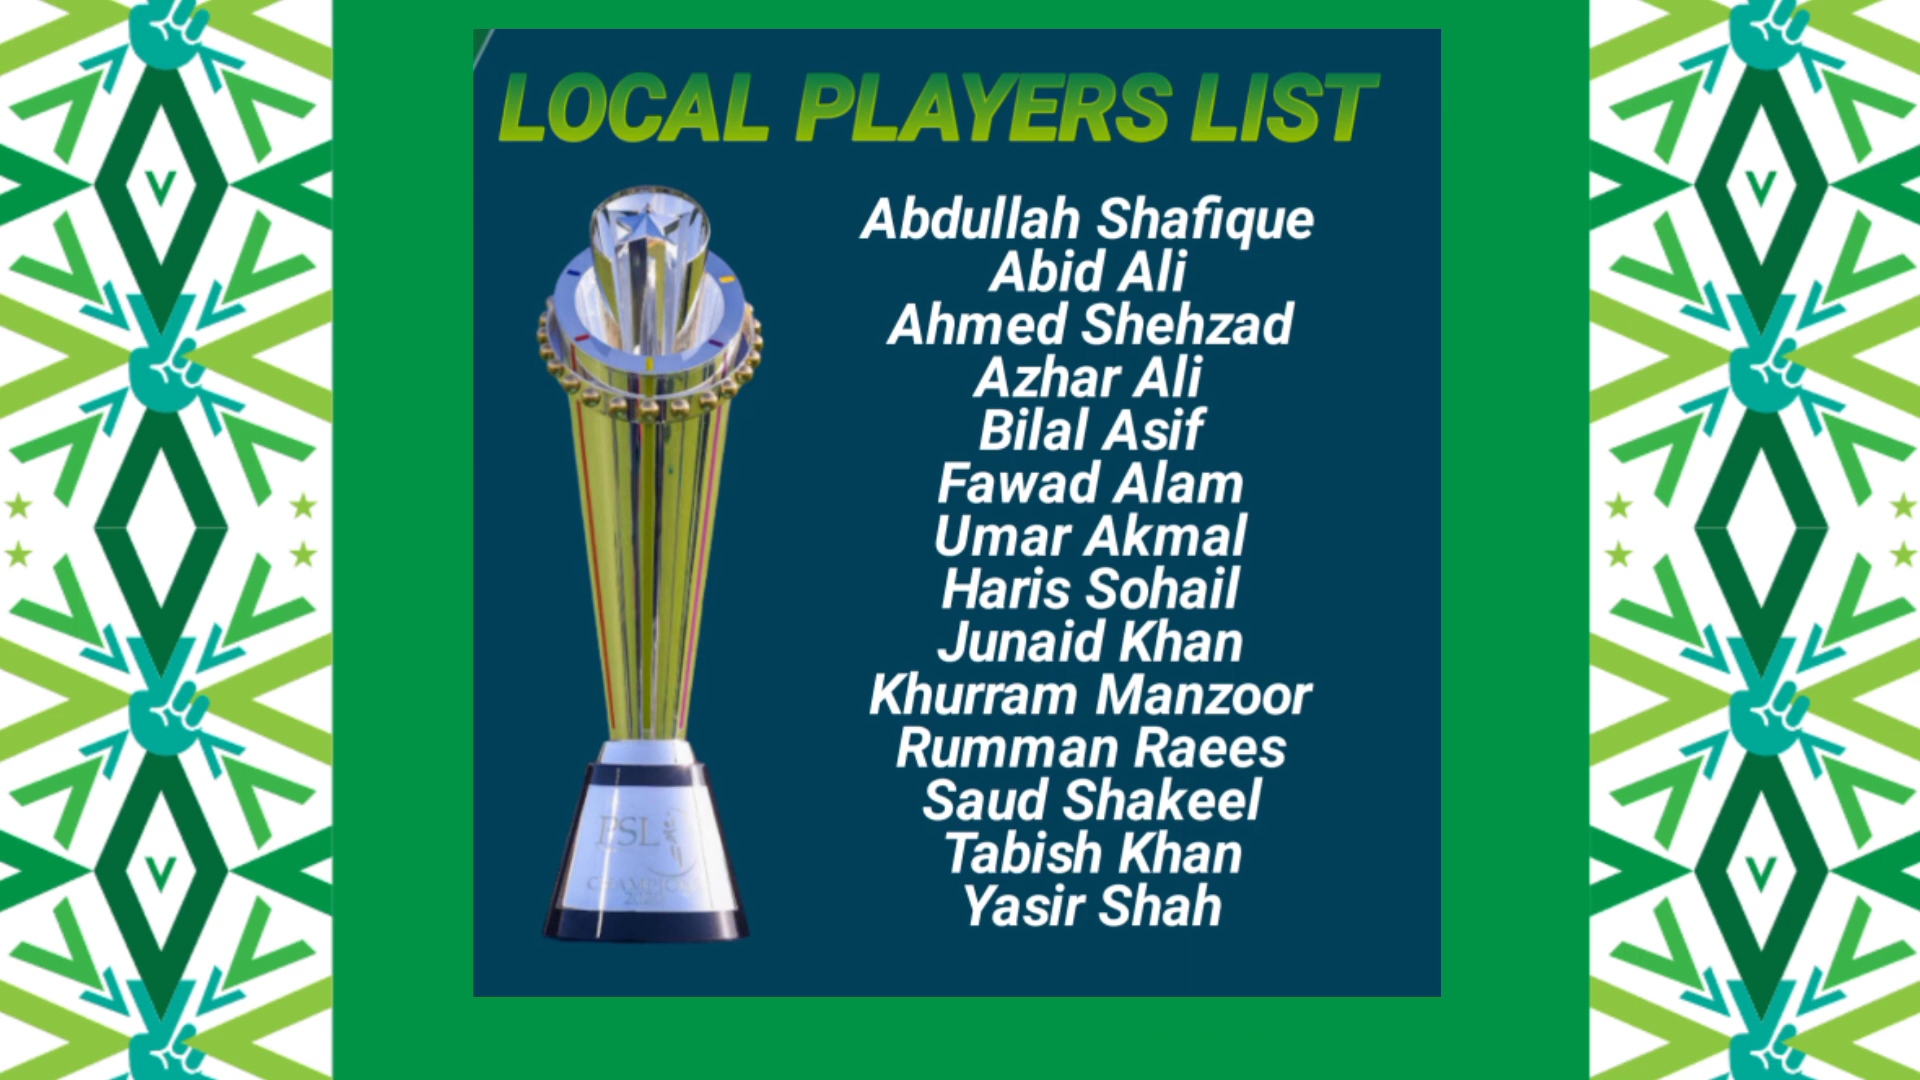 LOCAL PLAYERS LIST
Abdullah Shafique
Abid Ali
Ahmed Shehzad
Azhar Ali
Bilal Asif
Fawad Alam
Umar Akmal
Haris Sohail
Junaid Khan
Khurram Manzoor
Rumman Raees
Saud Shakeel
Tabish Khan
Yasir Shah
PSL